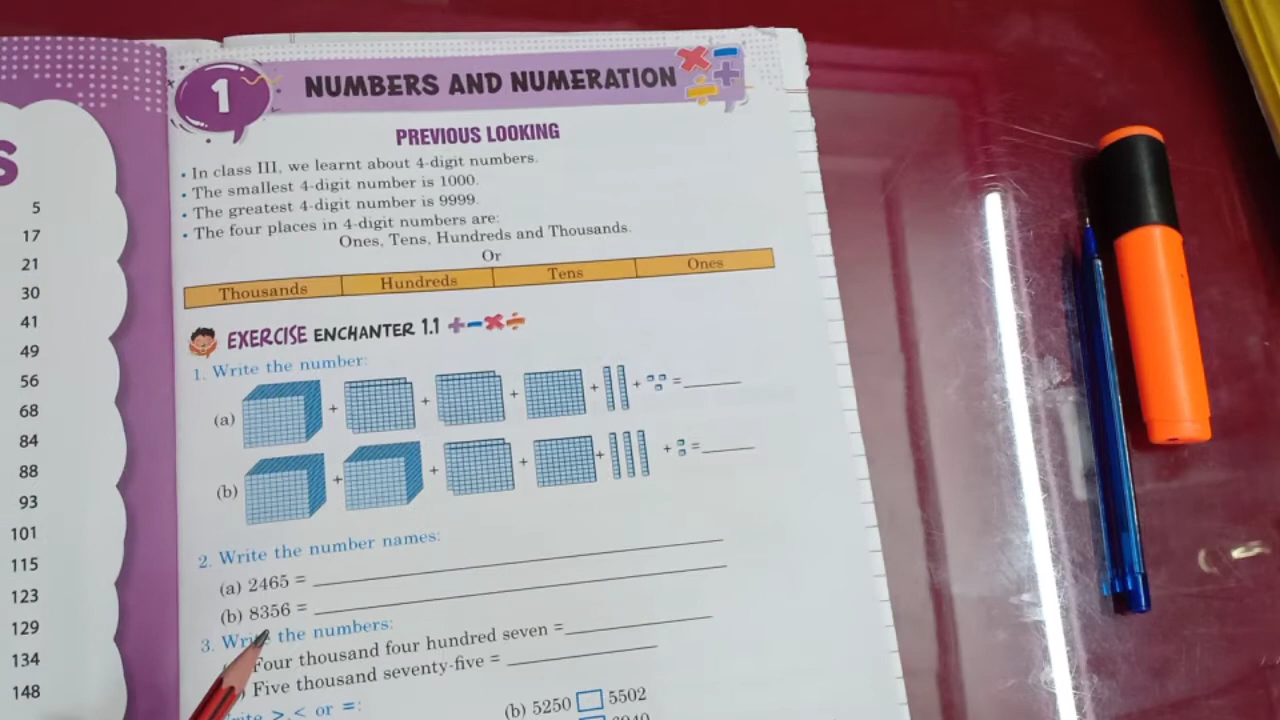 S
5
17
21
30
41
49
56
68
84
88
93
101
115
123
129
134
148
1 NUMBERS AND NUMERATION
PREVIOUS LOOKING
• In class III, we learnt about 4-digit numbers.
• The smallest 4-digit number is 1000.
• The greatest 4-digit number is 9999.
• The four places in 4-digit numbers are:
Ones, Tens, Hundreds and Thousands.
Or
Thousands Hundreds Tens Ones
EXERCISE ENCHANTER 1.1
1. Write the number:
(a) + + + + + =
(b) + + + + + =
2. Write the number names:
(a) 2465 =
(b) 8356 =
3. Write the numbers:
Four thousand four hundred seven =
) Five thousand seventy-five =
>, < or =:
(b) 5250 5502